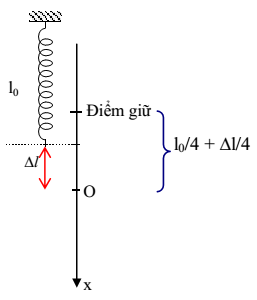 l₀
Điểm giữ
l₀/4 + Δl/4
Δl
O
x